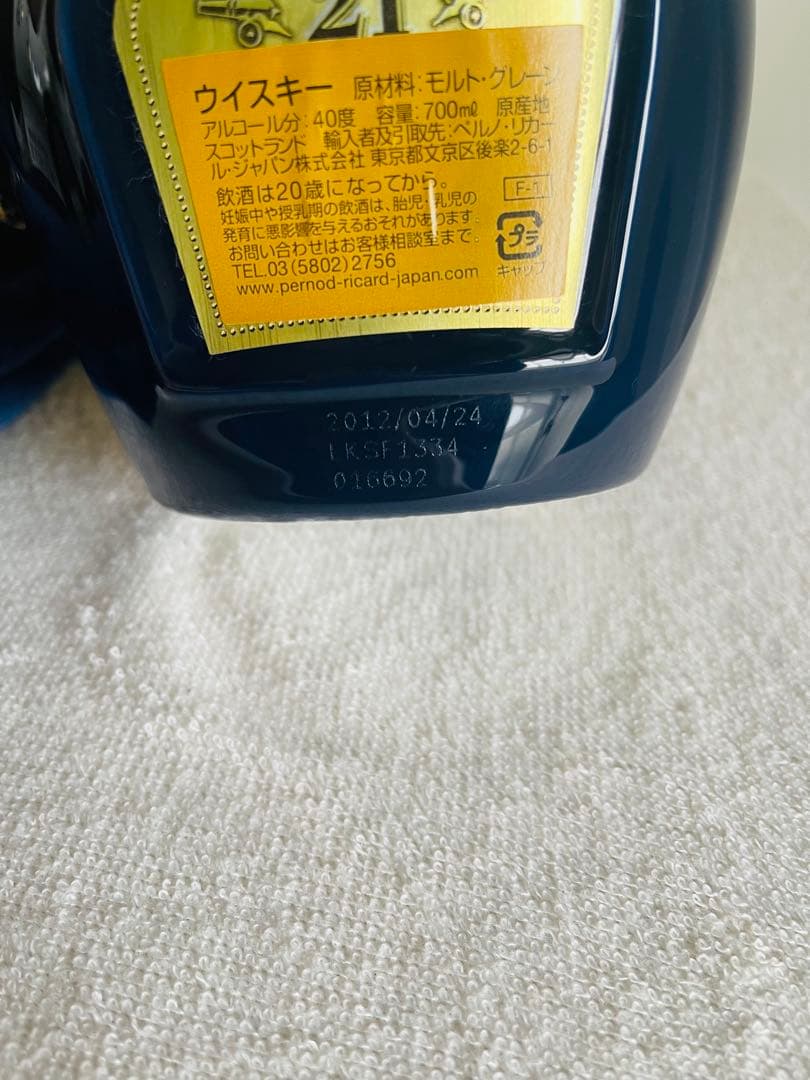 21
ウイスキー 原材料:モルト・グレーン
アルコール分:40度 容量:700mℓ 原産地
スコットランド 輸入者及引取先:ペルノ・リカー
ル・ジャパン株式会社 東京都文京区後楽2-6-1
飲酒は20歳になってから。
妊娠中や授乳期の飲酒は、胎児・乳児の
発育に悪影響を与えるおそれがあります。
お問い合わせはお客様相談室まで。
TEL.03(5802)2756
www.pernod-ricard-japan.com
F-1
プラ
キャップ
2012/04/24
LKSF1334
016692